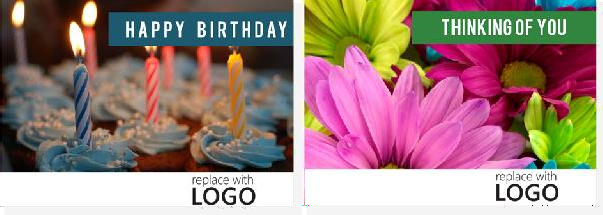 HAPPY BIRTHDAY
replace with
LOGO
THINKING OF YOU
replace with
LOGO